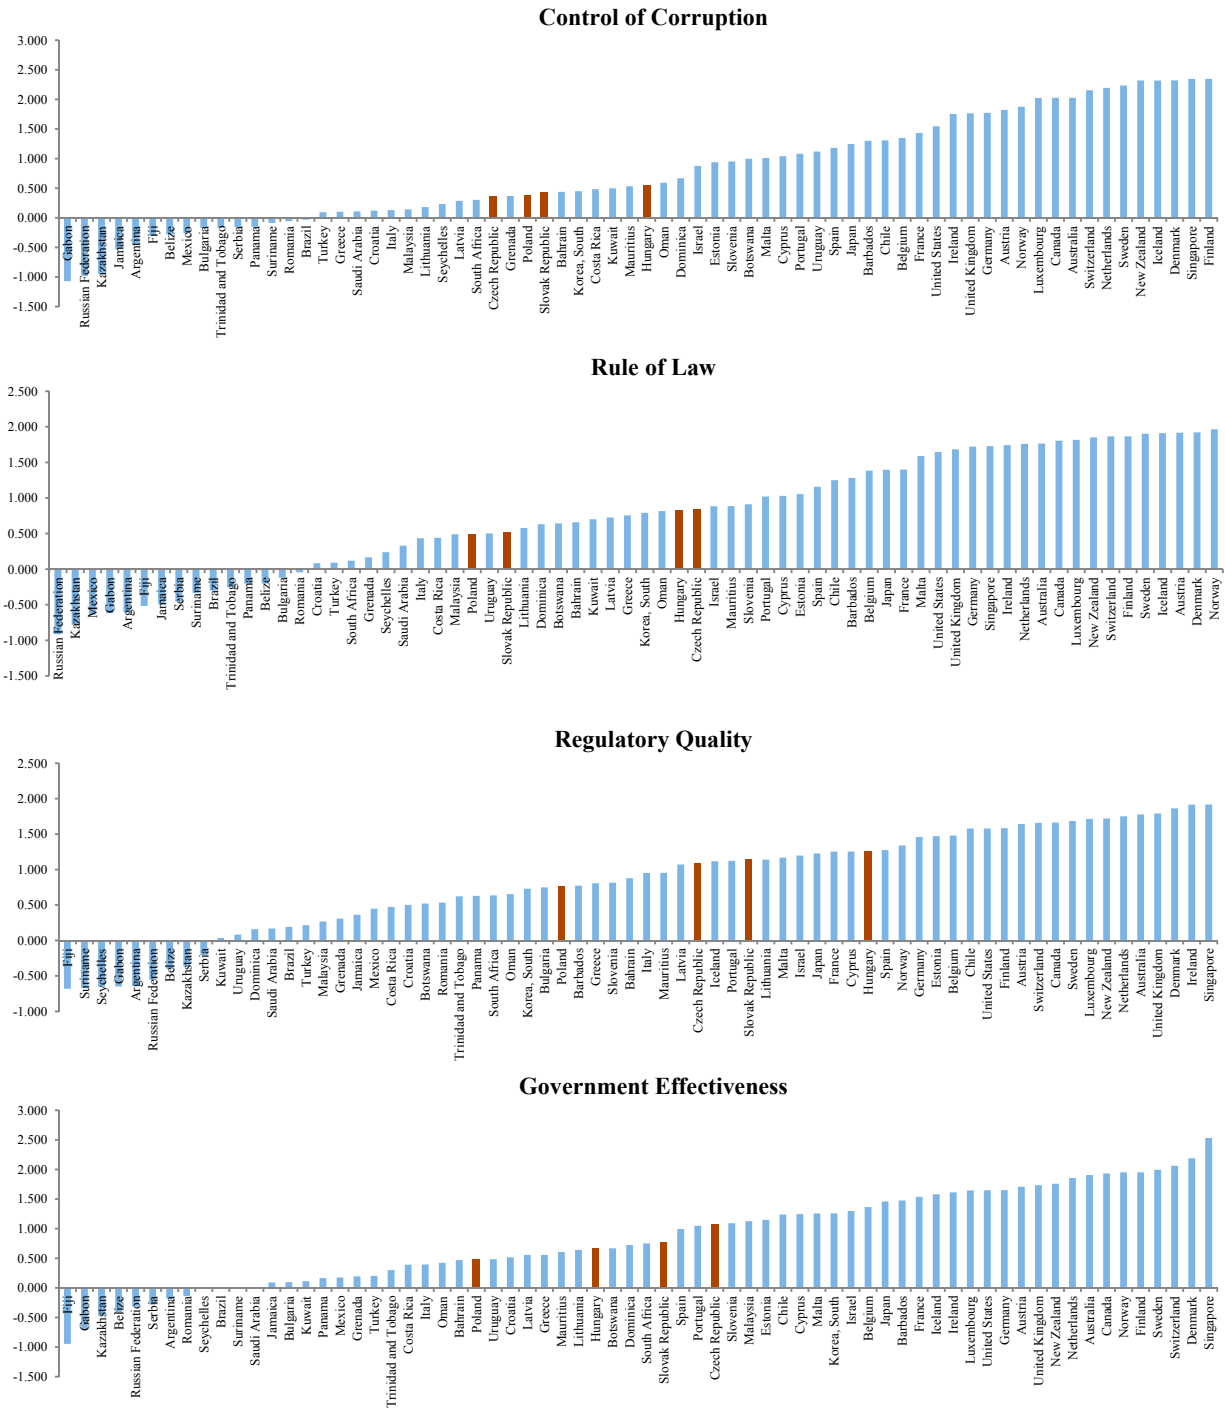 Control of Corruption
3.000
2.500
2.000
1.500
1.000
0.500
0.000
-0.500
-1.000
-1.500
Gabon
Russian Federation
Kazakhstan
Jamaica
Argentina
Fiji
Belize
Mexico
Bulgaria
Trinidad and Tobago
Serbia
Panama
Suriname
Romania
Brazil
Turkey
Greece
Saudi Arabia
Croatia
Italy
Malaysia
Lithuania
Seychelles
Latvia
South Africa
Czech Republic
Grenada
Poland
Slovak Republic
Bahrain
Korea, South
Costa Rica
Kuwait
Mauritius
Hungary
Oman
Dominica
Israel
Estonia
Slovenia
Botswana
Malta
Cyprus
Portugal
Uruguay
Spain
Japan
Barbados
Chile
Belgium
France
United States
Ireland
United Kingdom
Germany
Austria
Norway
Luxembourg
Canada
Australia
Switzerland
Netherlands
Sweden
New Zealand
Iceland
Denmark
Singapore
Finland
Rule of Law
2.500
2.000
1.500
1.000
0.500
0.000
-0.500
-1.000
-1.500
Russian Federation
Kazakhstan
Mexico
Gabon
Argentina
Fiji
Jamaica
Serbia
Suriname
Brazil
Trinidad and Tobago
Panama
Belize
Bulgaria
Romania
Croatia
Turkey
South Africa
Grenada
Seychelles
Saudi Arabia
Italy
Costa Rica
Malaysia
Poland
Uruguay
Slovak Republic
Lithuania
Dominica
Botswana
Bahrain
Kuwait
Latvia
Greece
Korea, South
Oman
Hungary
Czech Republic
Israel
Mauritius
Slovenia
Portugal
Cyprus
Estonia
Spain
Chile
Barbados
Belgium
Japan
France
Malta
United States
United Kingdom
Germany
Singapore
Ireland
Netherlands
Australia
Canada
Luxembourg
New Zealand
Switzerland
Finland
Sweden
Iceland
Austria
Denmark
Norway
Regulatory Quality
2.500
2.000
1.500
1.000
0.500
0.000
-0.500
-1.000
Fiji
Suriname
Seychelles
Gabon
Argentina
Russian Federation
Belize
Kazakhstan
Serbia
Kuwait
Uruguay
Dominica
Saudi Arabia
Brazil
Turkey
Malaysia
Grenada
Jamaica
Mexico
Costa Rica
Croatia
Botswana
Romania
Trinidad and Tobago
Panama
South Africa
Oman
Korea, South
Bulgaria
Poland
Barbados
Greece
Slovenia
Bahrain
Italy
Mauritius
Latvia
Czech Republic
Iceland
Portugal
Slovak Republic
Lithuania
Malta
Israel
Japan
France
Cyprus
Hungary
Spain
Norway
Germany
Estonia
Belgium
Chile
United States
Finland
Austria
Switzerland
Canada
Sweden
Luxembourg
New Zealand
Netherlands
Australia
United Kingdom
Denmark
Ireland
Singapore
Government Effectiveness
3.000
2.500
2.000
1.500
1.000
0.500
0.000
-0.500
-1.000
-1.500
Fiji
Gabon
Kazakhstan
Belize
Russian Federation
Serbia
Argentina
Romania
Seychelles
Brazil
Suriname
Saudi Arabia
Jamaica
Bulgaria
Kuwait
Panama
Mexico
Grenada
Turkey
Trinidad and Tobago
Costa Rica
Italy
Oman
Bahrain
Poland
Uruguay
Croatia
Latvia
Greece
Mauritius
Lithuania
Hungary
Botswana
Dominica
South Africa
Slovak Republic
Spain
Portugal
Czech Republic
Slovenia
Malaysia
Estonia
Chile
Cyprus
Malta
Korea, South
Israel
Belgium
Japan
Barbados
France
Iceland
Ireland
Luxembourg
United States
Germany
Austria
United Kingdom
New Zealand
Netherlands
Australia
Canada
Norway
Finland
Sweden
Switzerland
Denmark
Singapore